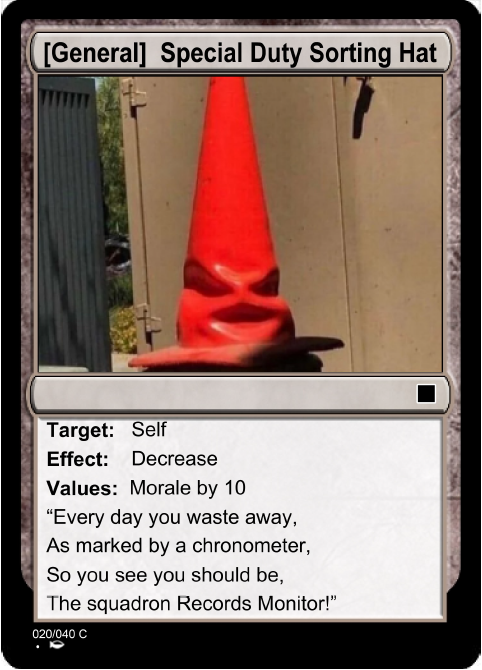 [General] Special Duty Sorting Hat
Target: Self
Effect: Decrease
Values: Morale by 10
“Every day you waste away,
As marked by a chronometer,
So you see you should be,
The squadron Records Monitor!”
020/040 C